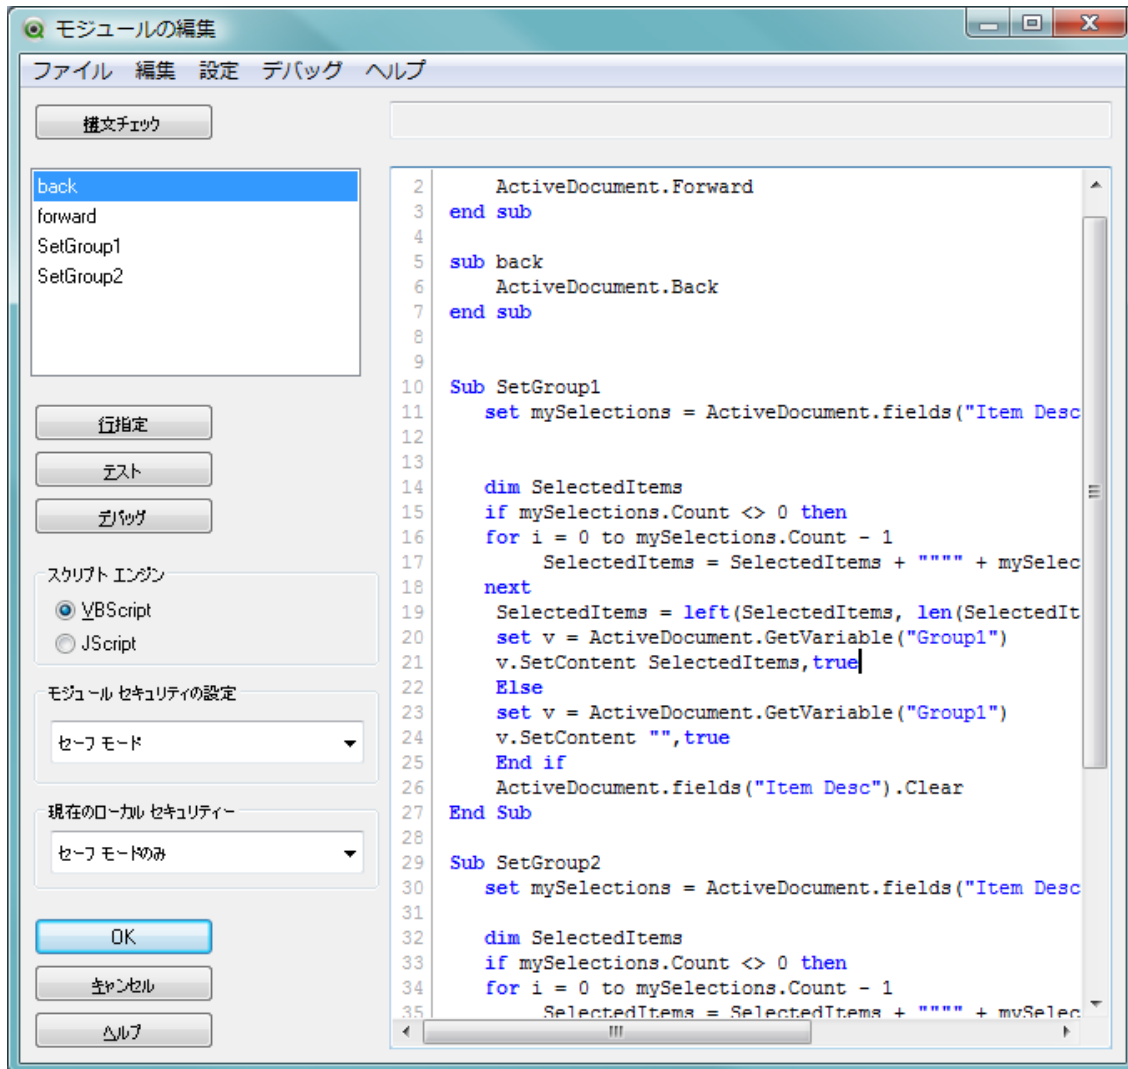 モジュールの編集
ファイル 編集 設定 デバッグ ヘルプ
構文チェック
back
forward
SetGroup1
SetGroup2
行指定
テスト
デバッグ
スクリプト エンジン
VBScript
JScript
モジュール セキュリティの設定
セーフ モード
現在のローカル セキュリティー
セーフ モードのみ
OK
キャンセル
ヘルプ
2 ActiveDocument.Forward
3 end sub
4
5 sub back
6 ActiveDocument.Back
7 end sub
8
9
10 Sub SetGroup1
11 set mySelections = ActiveDocument.fields("Item Desc
12
13
14 dim SelectedItems
15 if mySelections.Count <> 0 then
16 for i = 0 to mySelections.Count - 1
17 SelectedItems = SelectedItems + """" + mySelec
18 next
19 SelectedItems = left(SelectedItems, len(SelectedIt
20 set v = ActiveDocument.GetVariable("Group1")
21 v.SetContent SelectedItems,true
22 Else
23 set v = ActiveDocument.GetVariable("Group1")
24 v.SetContent "",true
25 End if
26 ActiveDocument.fields("Item Desc").Clear
27 End Sub
28
29 Sub SetGroup2
30 set mySelections = ActiveDocument.fields("Item Desc
31
32 dim SelectedItems
33 if mySelections.Count <> 0 then
34 for i = 0 to mySelections.Count - 1
35 SelectedItems = SelectedItems + """" + mySelec